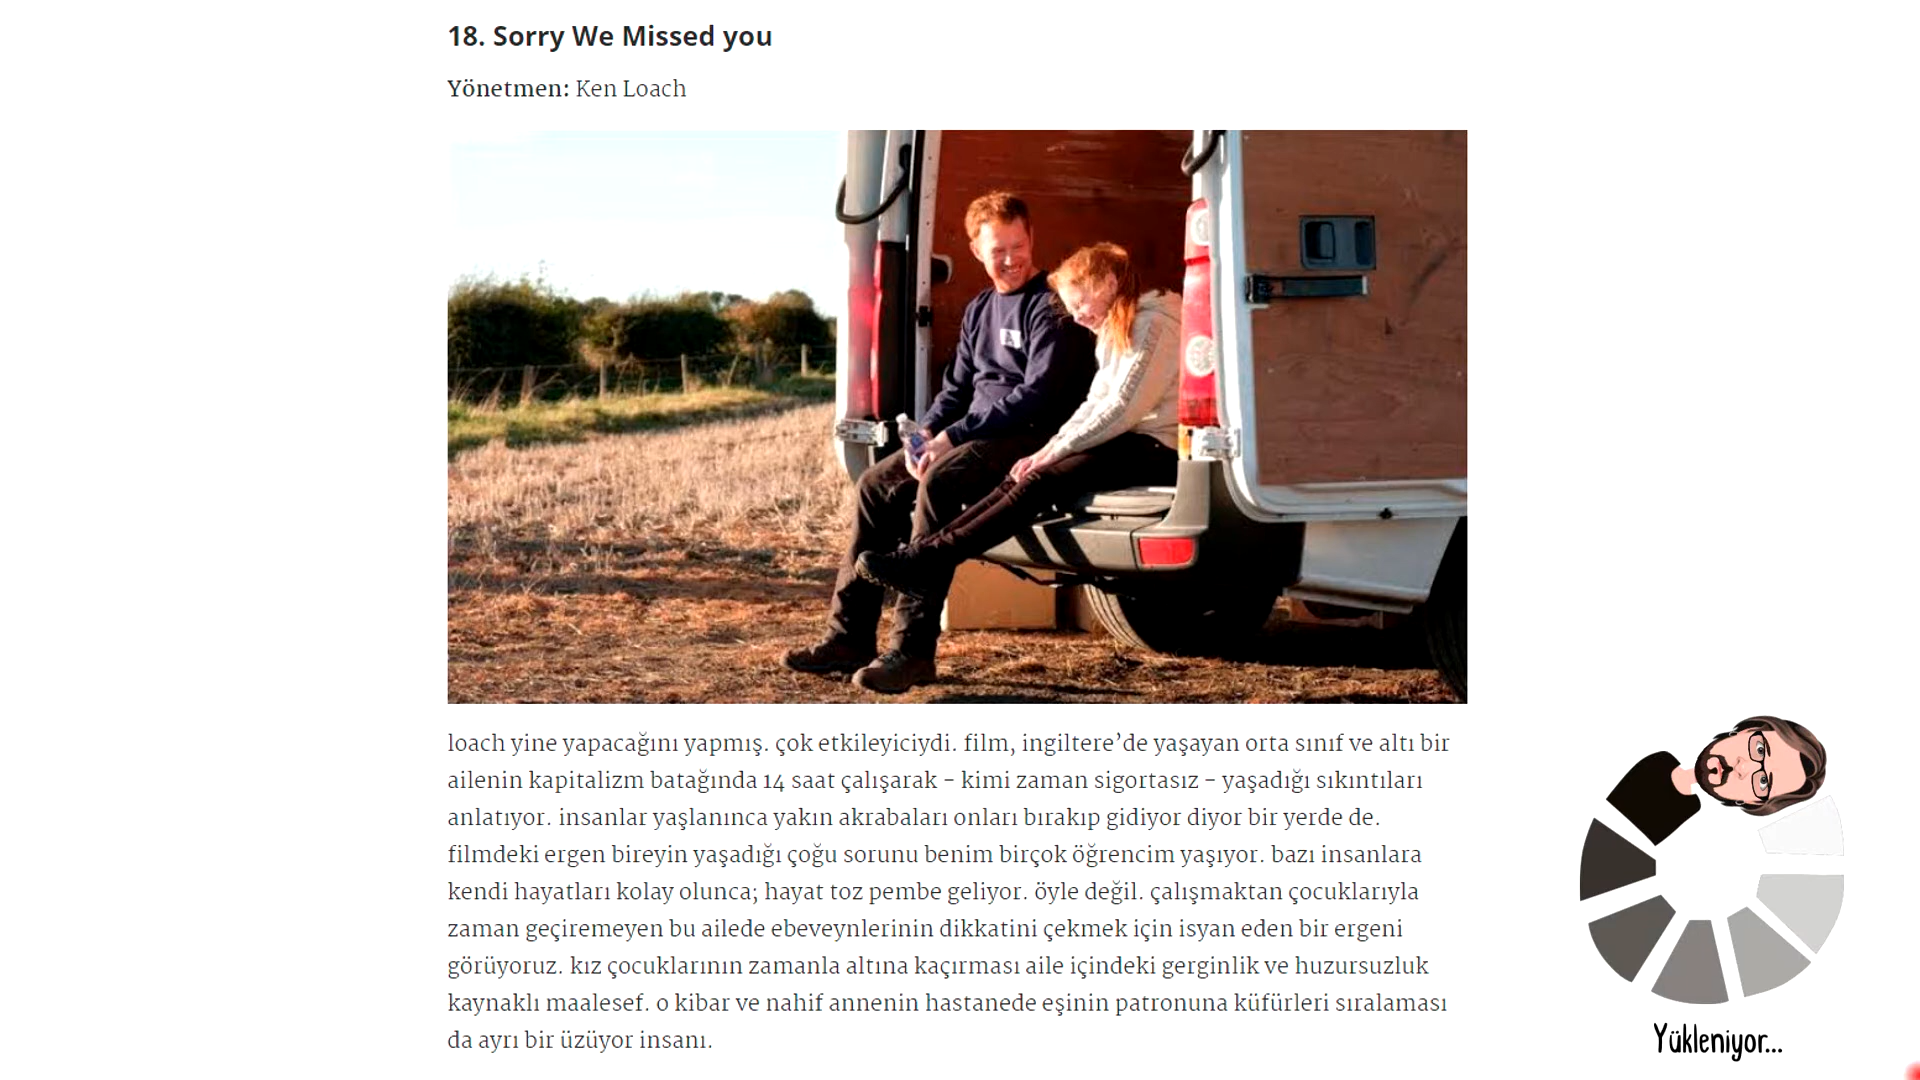 18. Sorry We Missed you
Yönetmen: Ken Loach
loach yine yapacağını yapmış. çok etkileyiciydi. film, ingiltere’de yaşayan orta sınıf ve altı bir
ailenin kapitalizm batağında 14 saat çalışarak – kimi zaman sigortasız – yaşadığı sıkıntıları
anlatıyor. insanlar yaşlanınca yakın akrabaları onları bırakıp gidiyor diyor bir yerde de.
filmdeki ergen bireyin yaşadığı çoğu sorunu benim birçok öğrencim yaşıyor. bazı insanlara
kendi hayatları kolay olunca; hayat toz pembe geliyor. öyle değil. çalışmaktan çocuklarıyla
zaman geçiremeyen bu ailede ebeveynlerinin dikkatini çekmek için isyan eden bir ergeni
görüyoruz. kız çocuklarının zamanla altına kaçırması aile içindeki gerginlik ve huzursuzluk
kaynaklı maalesef. o kibar ve nahif annenin hastanede eşinin patronuna küfürleri sıralaması
da ayrı bir üzüyor insanı.
Yükleniyor...